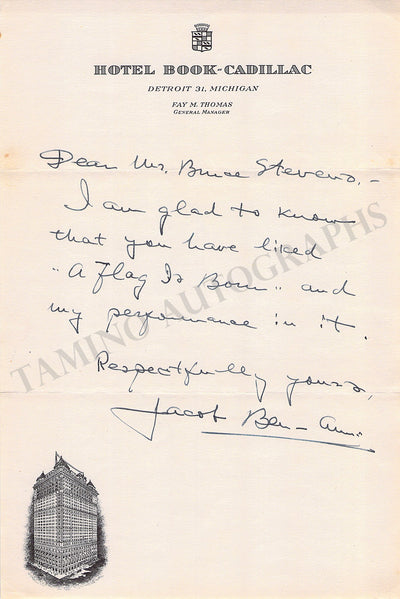 HOTEL BOOK-CADILLAC
DETROIT 31, MICHIGAN
FAY M. THOMAS
GENERAL MANAGER
Dear Mr. Bruce Stevens,-
I am glad to know
that you have liked
"A Flag Is Born" and
my performance in it.
Respectfully yours,
Jacob Ben-Ami
TAMINO AUTOGRAPHS